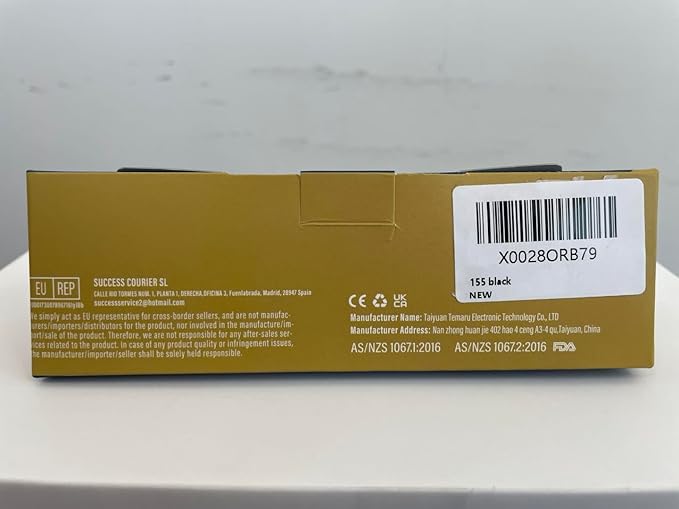 X0028ORB79
155 black
NEW
EU REP
SUCCESS COURIER SL
CALLE RIO TORMES NUM. 1, PLANTA 1, DERECHA,OFICINA 3, Fuenlabrada, Madrid, 28947 Spain
successservice2@hotmail.com
We simply act as EU representative for cross-border sellers, and are not manufac-
urers/importers/distributors for the product, nor involved in the manufacture/im-
ort/sale of the product. Therefore, we are not responsible for any after-sales ser-
ices related to the product. In case of any product quality or infringement issues,
the manufacturer/importer/seller shall be solely held responsible.
CE UK CA
Manufacturer Name: Taiyuan Temaru Electronic Technology Co., LTD
Manufacturer Address: Nan zhong huan jie 402 hao 4 ceng A3-4 qu,Taiyuan, China
AS/NZS 1067.1:2016 AS/NZS 1067.2:2016 FDA